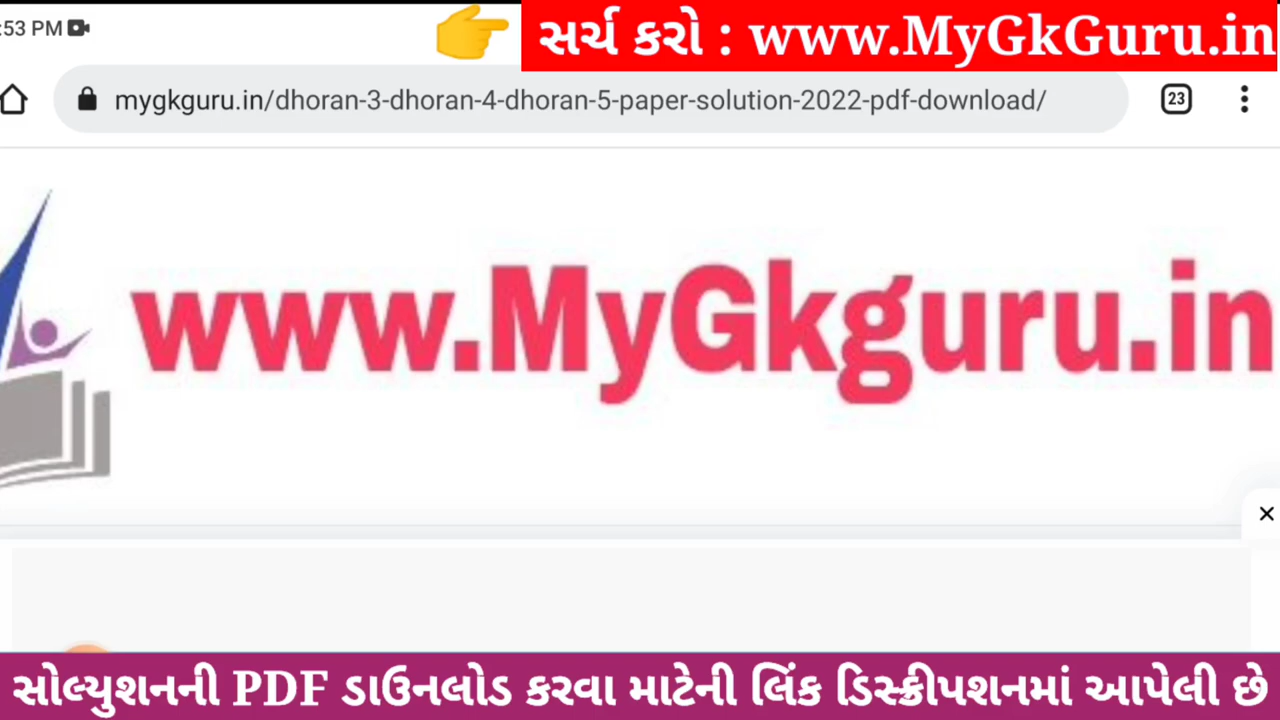 :53 PM
સર્ચ કરો : www.MyGkGuru.in
mygkguru.in/dhoran-3-dhoran-4-dhoran-5-paper-solution-2022-pdf-download/
23
www.MyGkguru.in
સોલ્યુશનની PDF ડાઉનલોડ કરવા માટેની લિંક ડિસ્ક્રીપશનમાં આપેલી છે